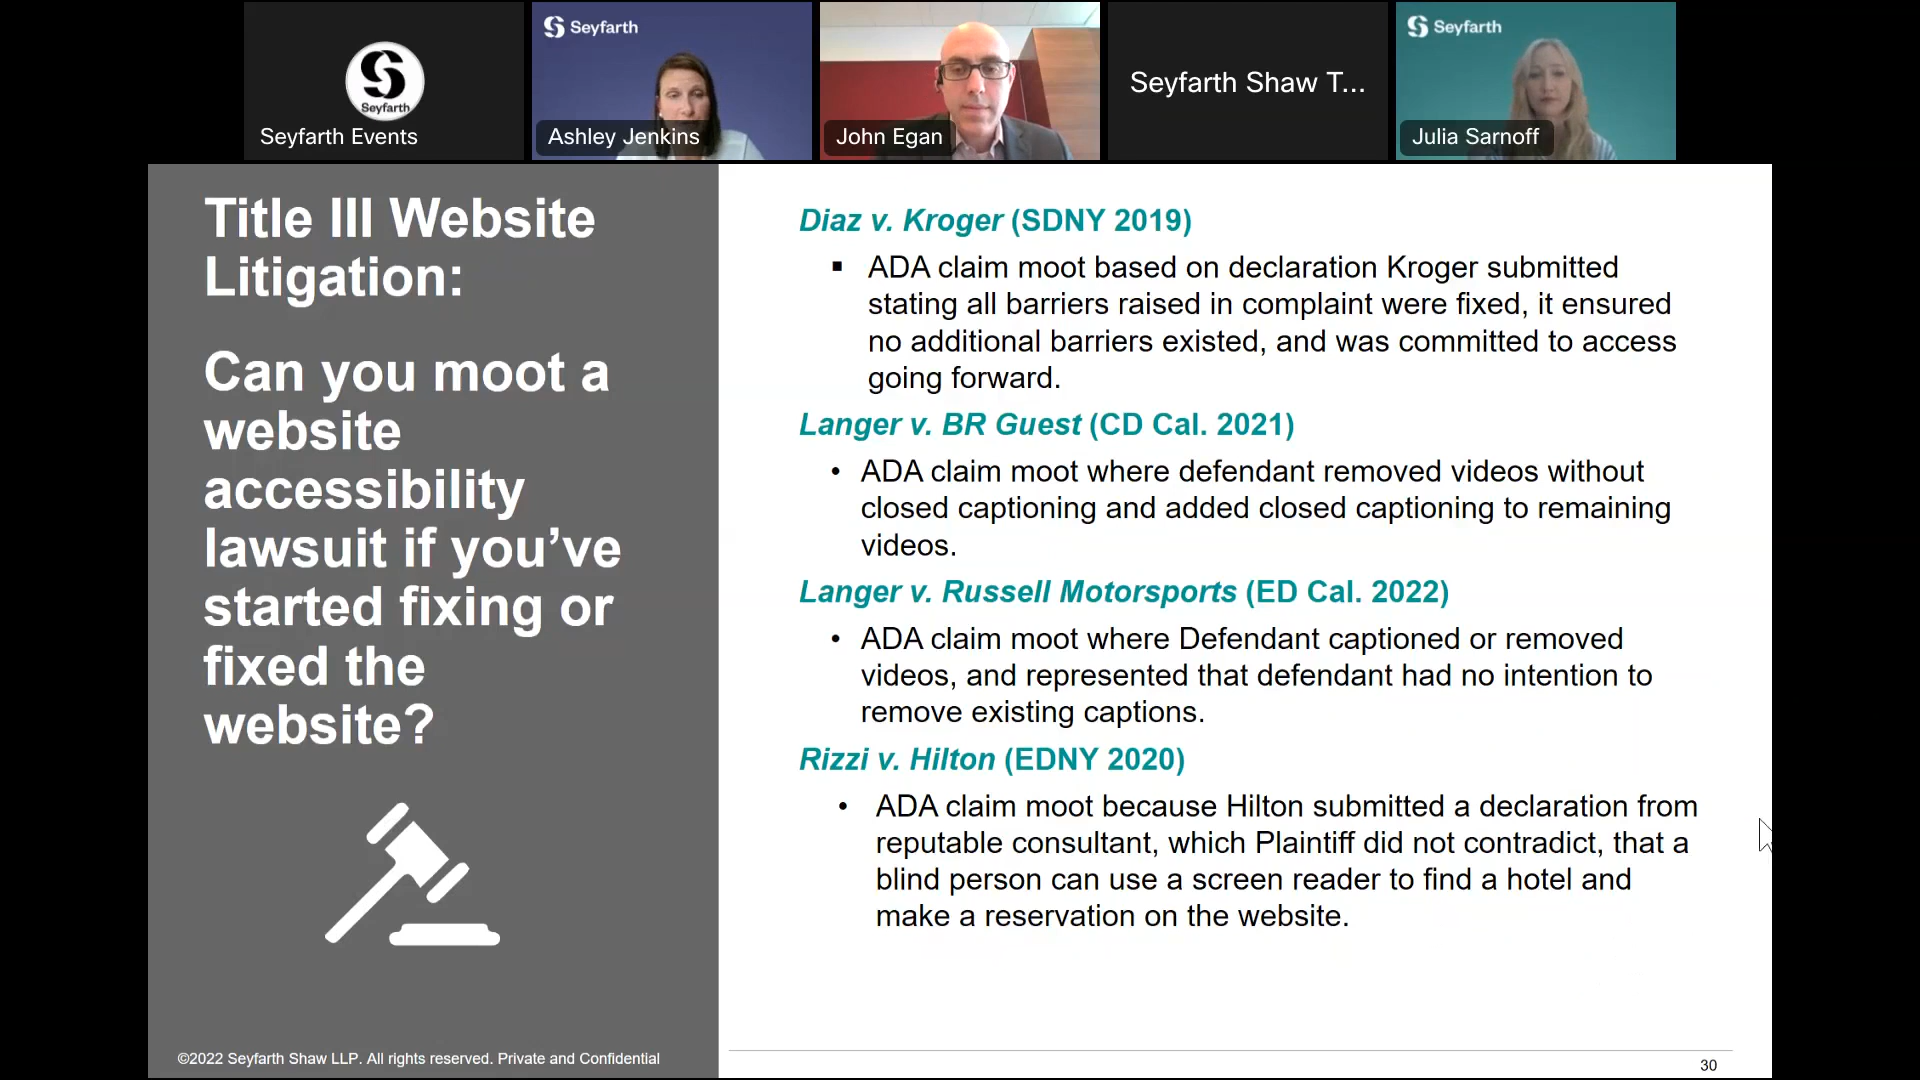 Seyfarth
Seyfarth Events
Seyfarth
Ashley Jenkins
John Egan
Seyfarth Shaw T...
Seyfarth
Julia Sarnoff
Title III Website
Litigation:
Can you moot a
website
accessibility
lawsuit if you’ve
started fixing or
fixed the
website?
©2022 Seyfarth Shaw LLP. All rights reserved. Private and Confidential
Diaz v. Kroger (SDNY 2019)
▪ ADA claim moot based on declaration Kroger submitted
stating all barriers raised in complaint were fixed, it ensured
no additional barriers existed, and was committed to access
going forward.
Langer v. BR Guest (CD Cal. 2021)
• ADA claim moot where defendant removed videos without
closed captioning and added closed captioning to remaining
videos.
Langer v. Russell Motorsports (ED Cal. 2022)
• ADA claim moot where Defendant captioned or removed
videos, and represented that defendant had no intention to
remove existing captions.
Rizzi v. Hilton (EDNY 2020)
• ADA claim moot because Hilton submitted a declaration from
reputable consultant, which Plaintiff did not contradict, that a
blind person can use a screen reader to find a hotel and
make a reservation on the website.
30